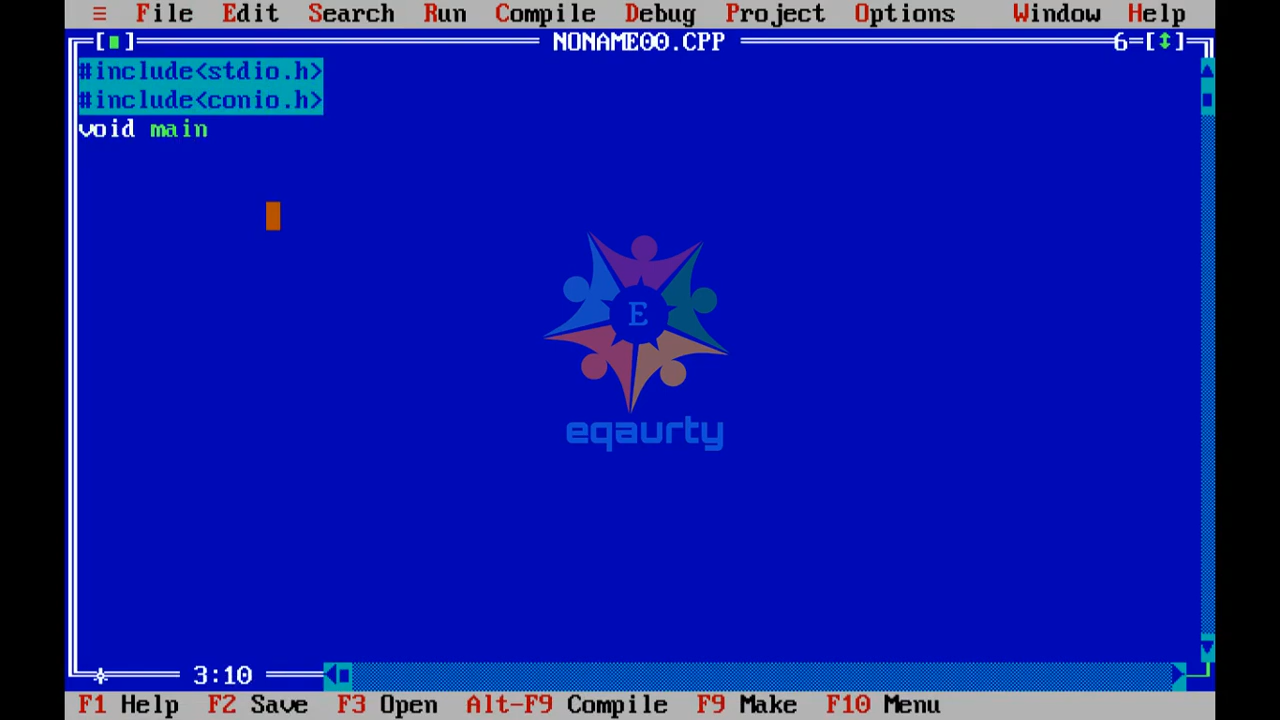 ≡ File Edit Search Run Compile Debug Project Options Window Help
[■] NONAME00.CPP 6=[↕]
#include<stdio.h>
#include<conio.h>
void main
E
eqaurty
* 3:10
F1 Help F2 Save F3 Open Alt-F9 Compile F9 Make F10 Menu